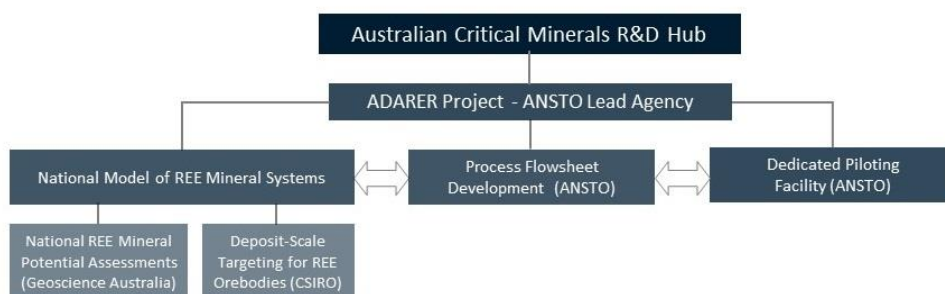 Australian Critical Minerals R&D Hub
ADARER Project - ANSTO Lead Agency
National Model of REE Mineral Systems
Process Flowsheet
Development (ANSTO)
Dedicated Piloting
Facility (ANSTO)
National REE Mineral
Potential Assessments
(Geoscience Australia)
Deposit-Scale
Targeting for REE
Orebodies (CSIRO)